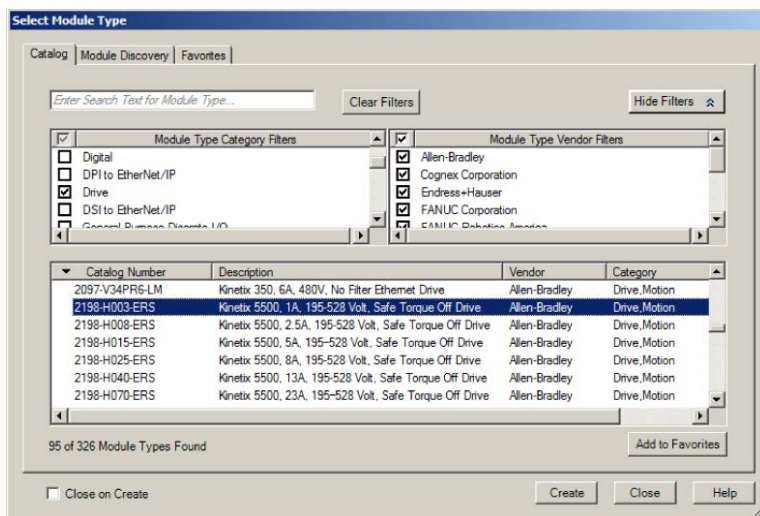 Select Module Type
Catalog Module Discovery Favorites
Enter Search Text for Module Type... Clear Filters Hide Filters
Module Type Category Filters Module Type Vendor Filters
Digital Allen-Bradley
DPI to EtherNet/IP Cognex Corporation
Drive Endress+Hauser
DSI to EtherNet/IP FANUC Corporation
General Purpose Discrete I/O FANUC Robotics America
Catalog Number Description Vendor Category
2097-V34PR6-LM Kinetix 350, 6A, 480V, No Filter Ethernet Drive Allen-Bradley Drive,Motion
2198-H003-ERS Kinetix 5500, 1A, 195-528 Volt, Safe Torque Off Drive Allen-Bradley Drive,Motion
2198-H008-ERS Kinetix 5500, 2.5A, 195-528 Volt, Safe Torque Off Drive Allen-Bradley Drive,Motion
2198-H015-ERS Kinetix 5500, 5A, 195-528 Volt, Safe Torque Off Drive Allen-Bradley Drive,Motion
2198-H025-ERS Kinetix 5500, 8A, 195-528 Volt, Safe Torque Off Drive Allen-Bradley Drive,Motion
2198-H040-ERS Kinetix 5500, 13A, 195-528 Volt, Safe Torque Off Drive Allen-Bradley Drive,Motion
2198-H070-ERS Kinetix 5500, 23A, 195-528 Volt, Safe Torque Off Drive Allen-Bradley Drive,Motion
95 of 326 Module Types Found Add to Favorites
Close on Create Create Close Help